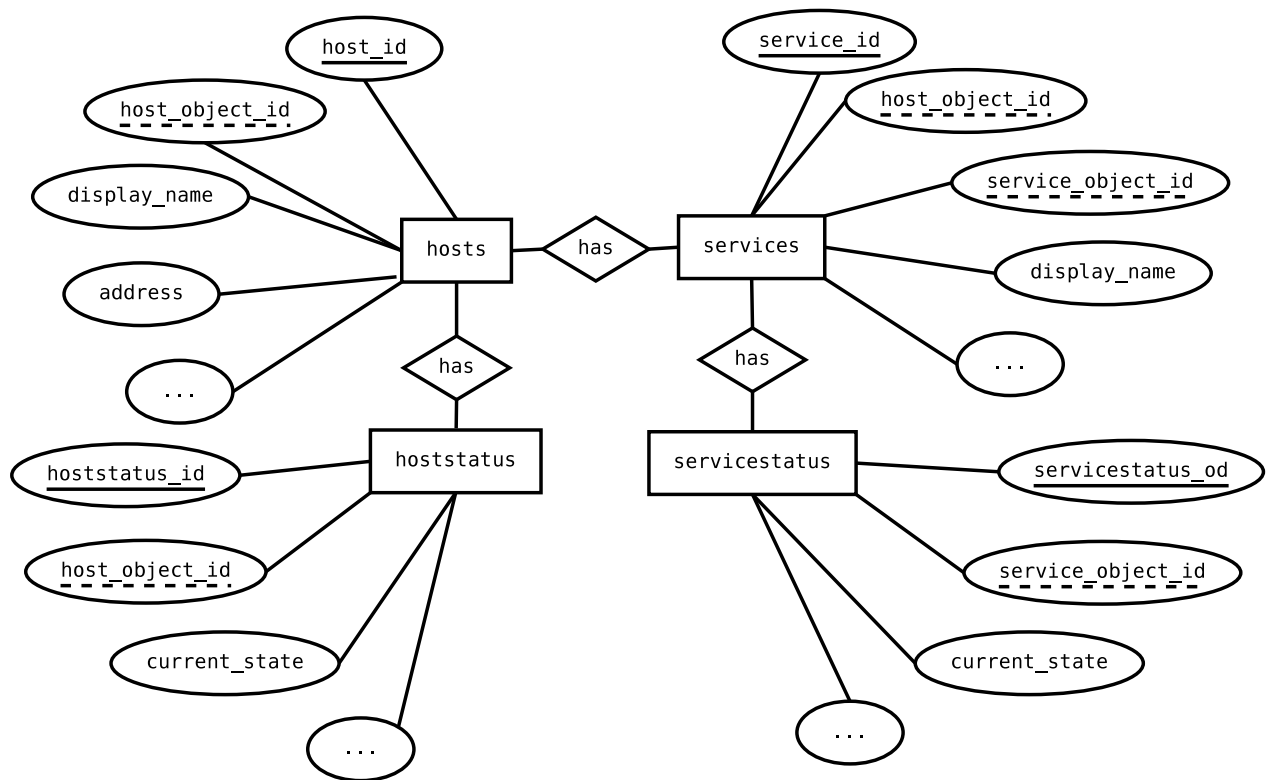 host_id
service_id
host_object_id
host_object_id
display_name
service_object_id
hosts
has
services
display_name
address
has
has
...
...
hoststatus
servicestatus
hoststatus_id
servicestatus_od
host_object_id
service_object_id
current_state
current_state
...
...